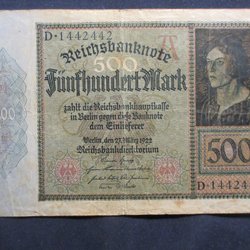 D·1442442
Reichsbanknote
500
Fünfhundert Mark
zahlt die Reichsbankhauptkasse
in Berlin gegen diese Banknote
dem Einlieferer
Berlin, den 27. März 1922
Reichsbankdirektorium
500
D·14424